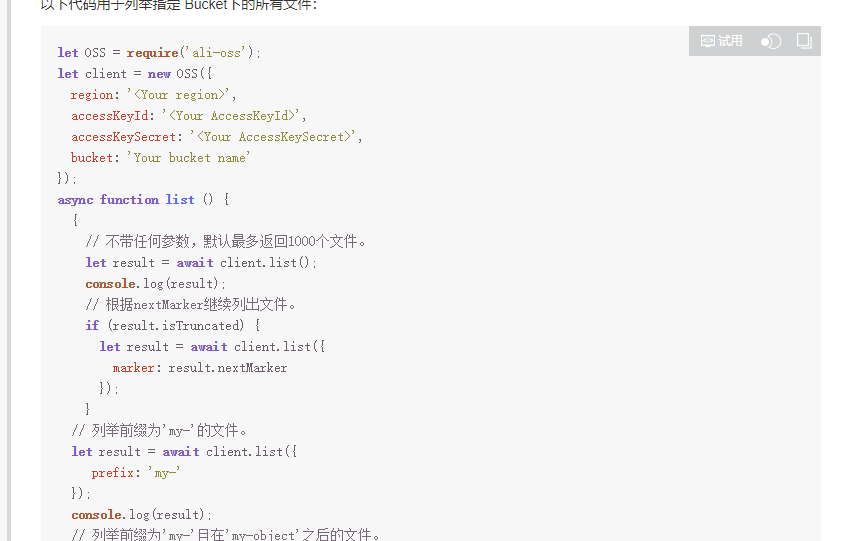 以下代码用于列举指定 Bucket下的所有文件：
试用
let OSS = require('ali-oss');
let client = new OSS({
  region: '<Your region>',
  accessKeyId: '<Your AccessKeyId>',
  accessKeySecret: '<Your AccessKeySecret>',
  bucket: 'Your bucket name'
});
async function list () {
  {
    // 不带任何参数，默认最多返回1000个文件。
    let result = await client.list();
    console.log(result);
    // 根据nextMarker继续列出文件。
    if (result.isTruncated) {
      let result = await client.list({
        marker: result.nextMarker
      });
    }
  // 列举前缀为'my-'的文件。
  let result = await client.list({
     prefix: 'my-'
  });
  console.log(result);
  // 列举前缀为'my-'且在'my-object'之后的文件。